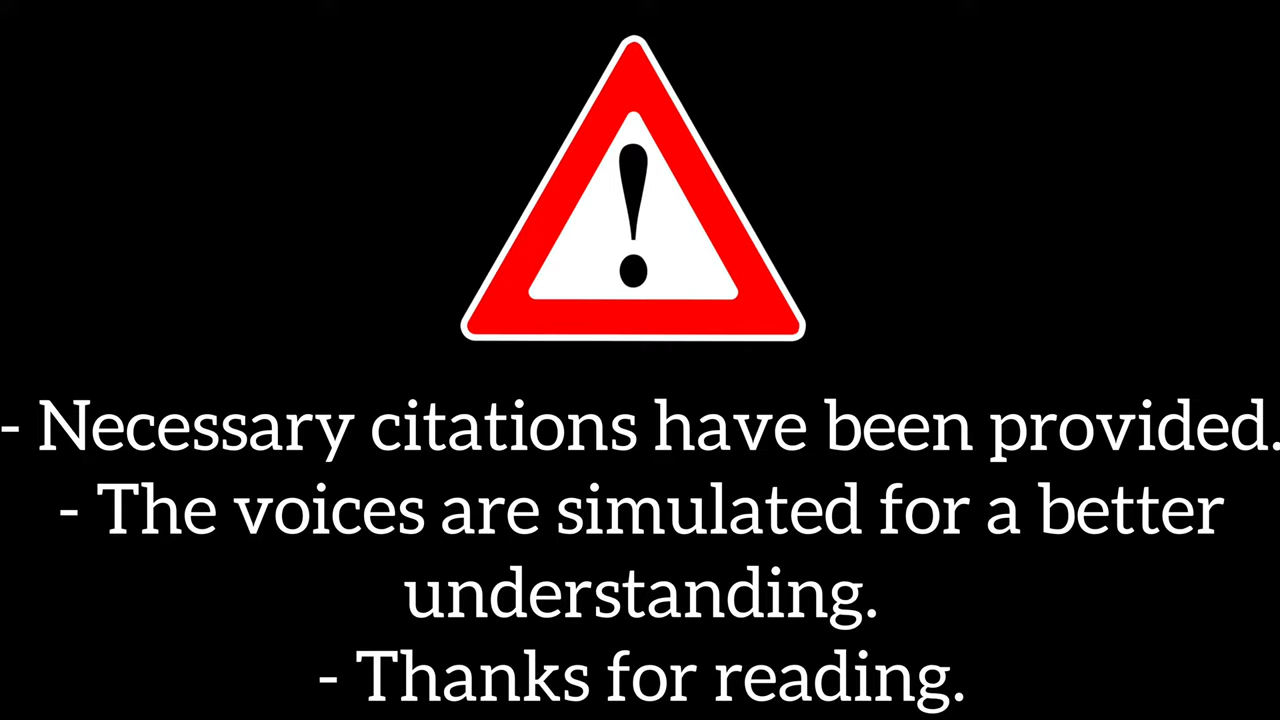 - Necessary citations have been provided.
- The voices are simulated for a better
understanding.
- Thanks for reading.